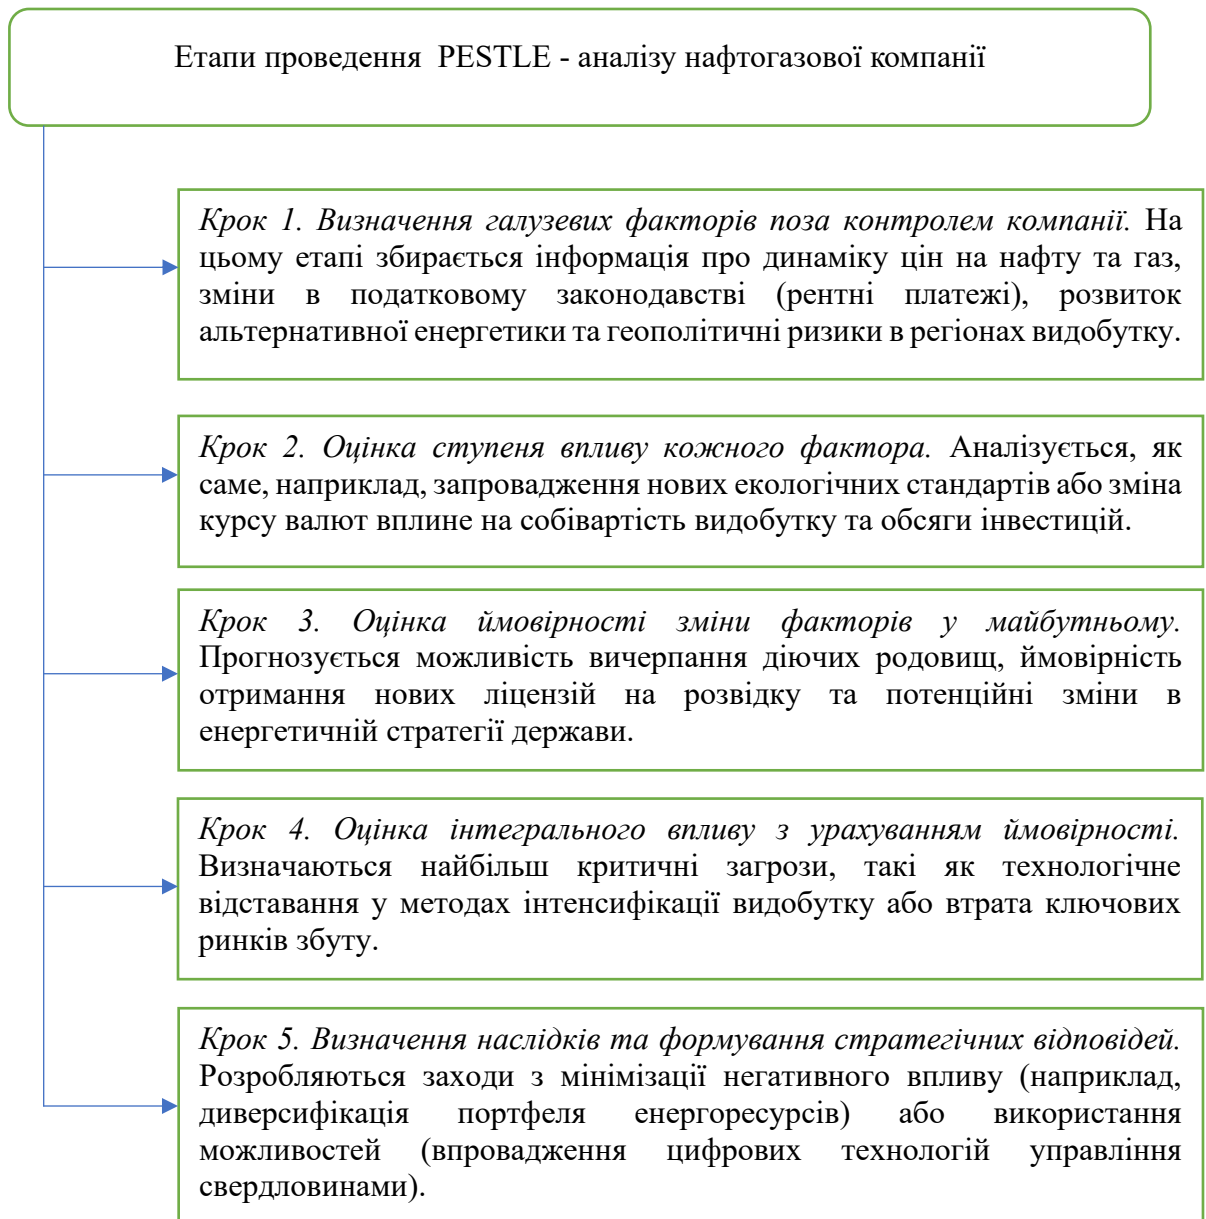 Етапи проведення PESTLE - аналізу нафтогазової компанії
Крок 1. Визначення галузевих факторів поза контролем компанії. На
цьому етапі збирається інформація про динаміку цін на нафту та газ,
зміни в податковому законодавстві (рентні платежі), розвиток
альтернативної енергетики та геополітичні ризики в регіонах видобутку.
Крок 2. Оцінка ступеня впливу кожного фактора. Аналізується, як
саме, наприклад, запровадження нових екологічних стандартів або зміна
курсу валют вплине на собівартість видобутку та обсяги інвестицій.
Крок 3. Оцінка ймовірності зміни факторів у майбутньому.
Прогнозується можливість вичерпання діючих родовищ, ймовірність
отримання нових ліцензій на розвідку та потенційні зміни в
енергетичній стратегії держави.
Крок 4. Оцінка інтегрального впливу з урахуванням ймовірності.
Визначаються найбільш критичні загрози, такі як технологічне
відставання у методах інтенсифікації видобутку або втрата ключових
ринків збуту.
Крок 5. Визначення наслідків та формування стратегічних відповідей.
Розробляються заходи з мінімізації негативного впливу (наприклад,
диверсифікація портфеля енергоресурсів) або використання
можливостей (впровадження цифрових технологій управління
свердловинами).